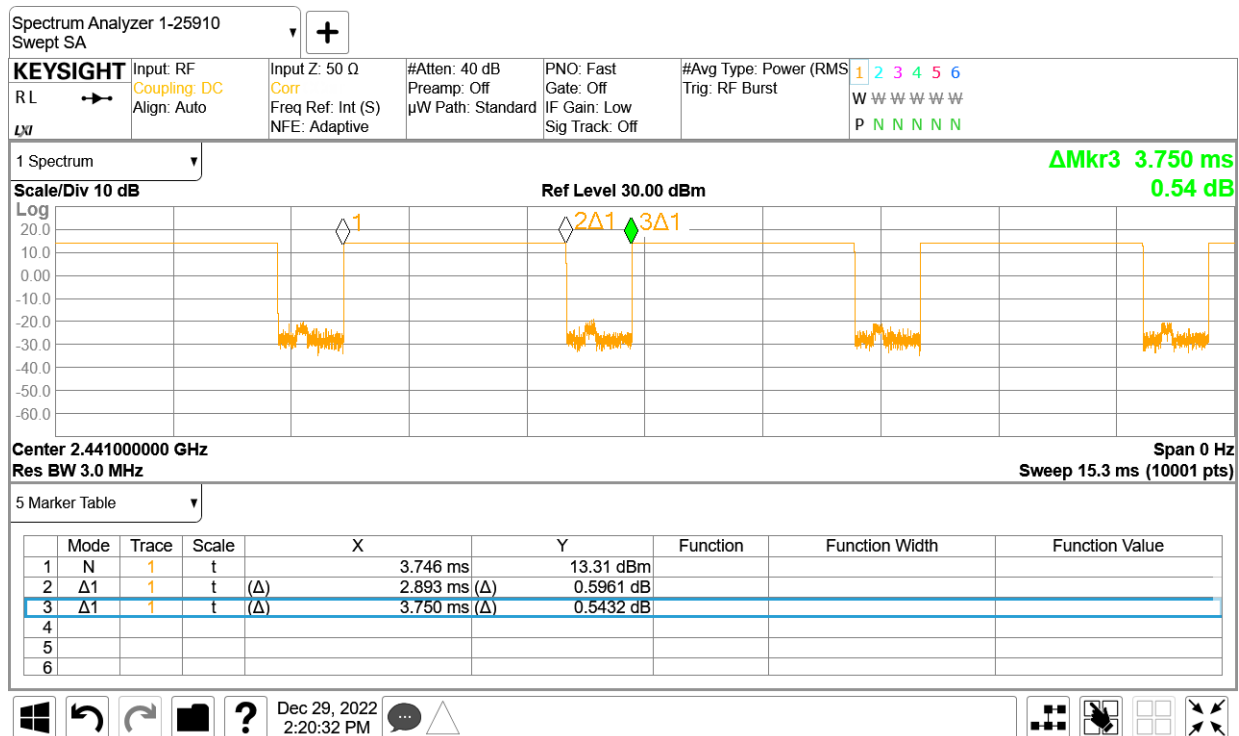 Spectrum Analyzer 1-25910
Swept SA
▼
+
KEYSIGHT
RL
LXI
Input: RF
Coupling: DC
Align: Auto
Input Z: 50 Ω
Corr
Freq Ref: Int (S)
NFE: Adaptive
#Atten: 40 dB
Preamp: Off
µW Path: Standard
PNO: Fast
Gate: Off
IF Gain: Low
Sig Track: Off
#Avg Type: Power (RMS
Trig: RF Burst
1 2 3 4 5 6
W W W W W W
P N N N N N
1 Spectrum ▼
ΔMkr3 3.750 ms
0.54 dB
Scale/Div 10 dB
Ref Level 30.00 dBm
Log
1
2Δ1
3Δ1
20.0
10.0
0.00
-10.0
-20.0
-30.0
-40.0
-50.0
-60.0
Center 2.441000000 GHz
Span 0 Hz
Res BW 3.0 MHz
Sweep 15.3 ms (10001 pts)
5 Marker Table ▼
Mode Trace Scale X Y Function Function Width Function Value
1 N 1 t 3.746 ms 13.31 dBm
2 Δ1 1 t (Δ) 2.893 ms (Δ) 0.5961 dB
3 Δ1 1 t (Δ) 3.750 ms (Δ) 0.5432 dB
4
5
6
?
Dec 29, 2022
2:20:32 PM